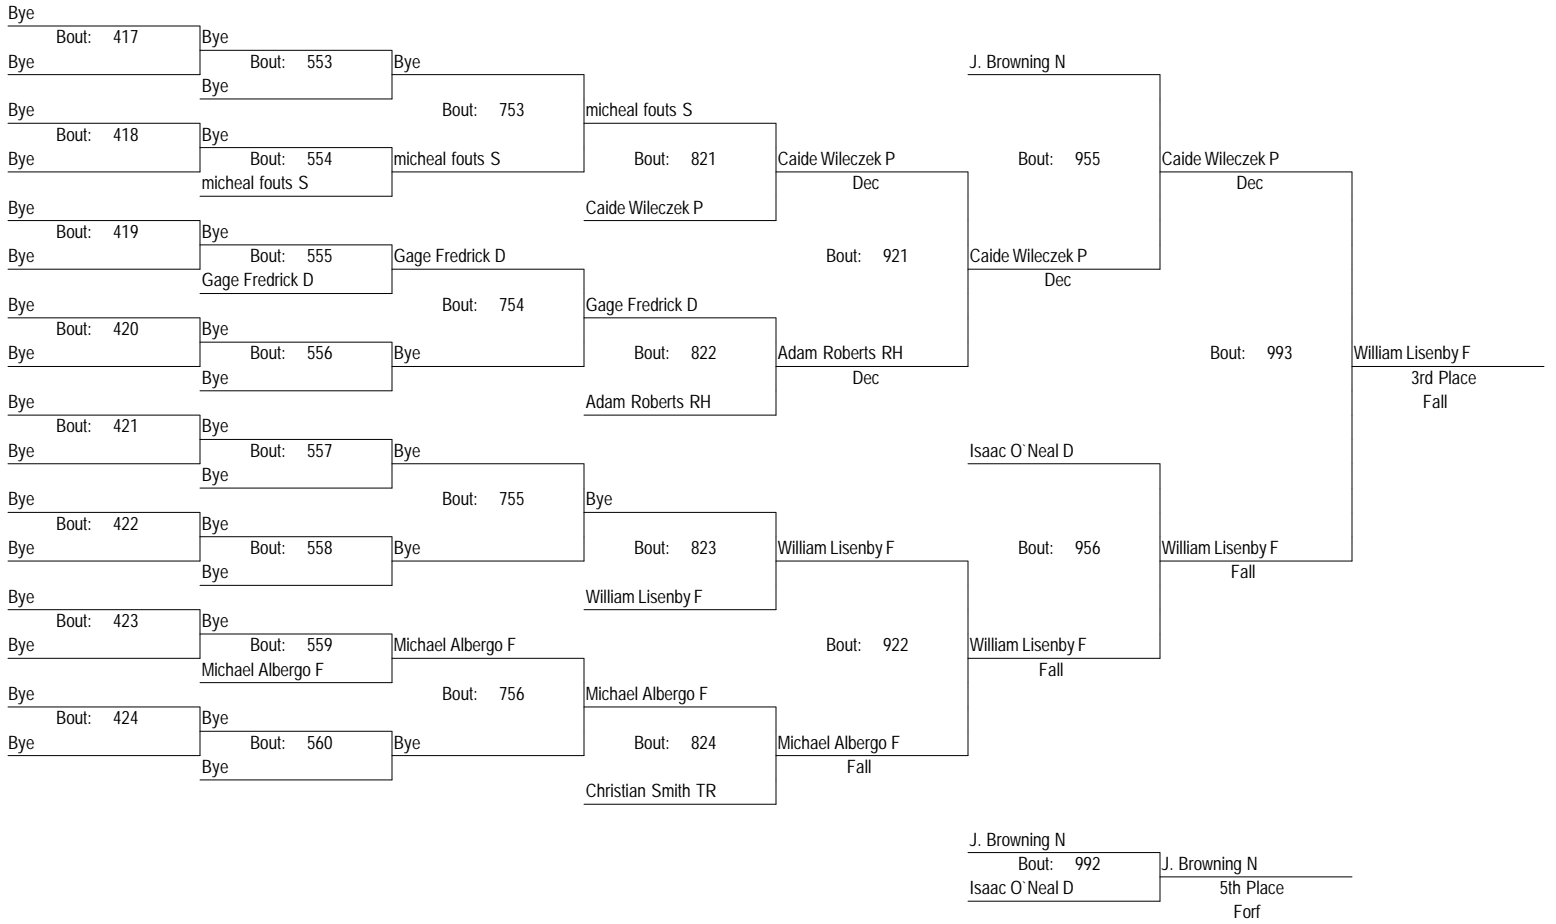 Bye
Bout: 417 Bye
Bye Bout: 553 Bye J. Browning N
Bye
Bye Bout: 753 micheal fouts S
Bout: 418 Bye
Bye Bout: 554 micheal fouts S Bout: 821 Caide Wileczek P Bout: 955 Caide Wileczek P
micheal fouts S Dec Dec
Bye Caide Wileczek P
Bout: 419 Bye
Bye Bout: 555 Gage Fredrick D Bout: 921 Caide Wileczek P
Gage Fredrick D Dec
Bye Bout: 754 Gage Fredrick D
Bout: 420 Bye
Bye Bout: 556 Bye Bout: 822 Adam Roberts RH Bout: 993 William Lisenby F
Bye Dec 3rd Place
Bye Adam Roberts RH Fall
Bout: 421 Bye
Bye Bout: 557 Bye Isaac O`Neal D
Bye
Bye Bout: 755 Bye
Bout: 422 Bye
Bye Bout: 558 Bye Bout: 823 William Lisenby F Bout: 956 William Lisenby F
Bye Fall
Bye William Lisenby F
Bout: 423 Bye
Bye Bout: 559 Michael Albergo F Bout: 922 William Lisenby F
Michael Albergo F Fall
Bye Bout: 756 Michael Albergo F
Bout: 424 Bye
Bye Bout: 560 Bye Bout: 824 Michael Albergo F
Bye Fall
Christian Smith TR
J. Browning N
Bout: 992 J. Browning N
Isaac O`Neal D 5th Place
Forf